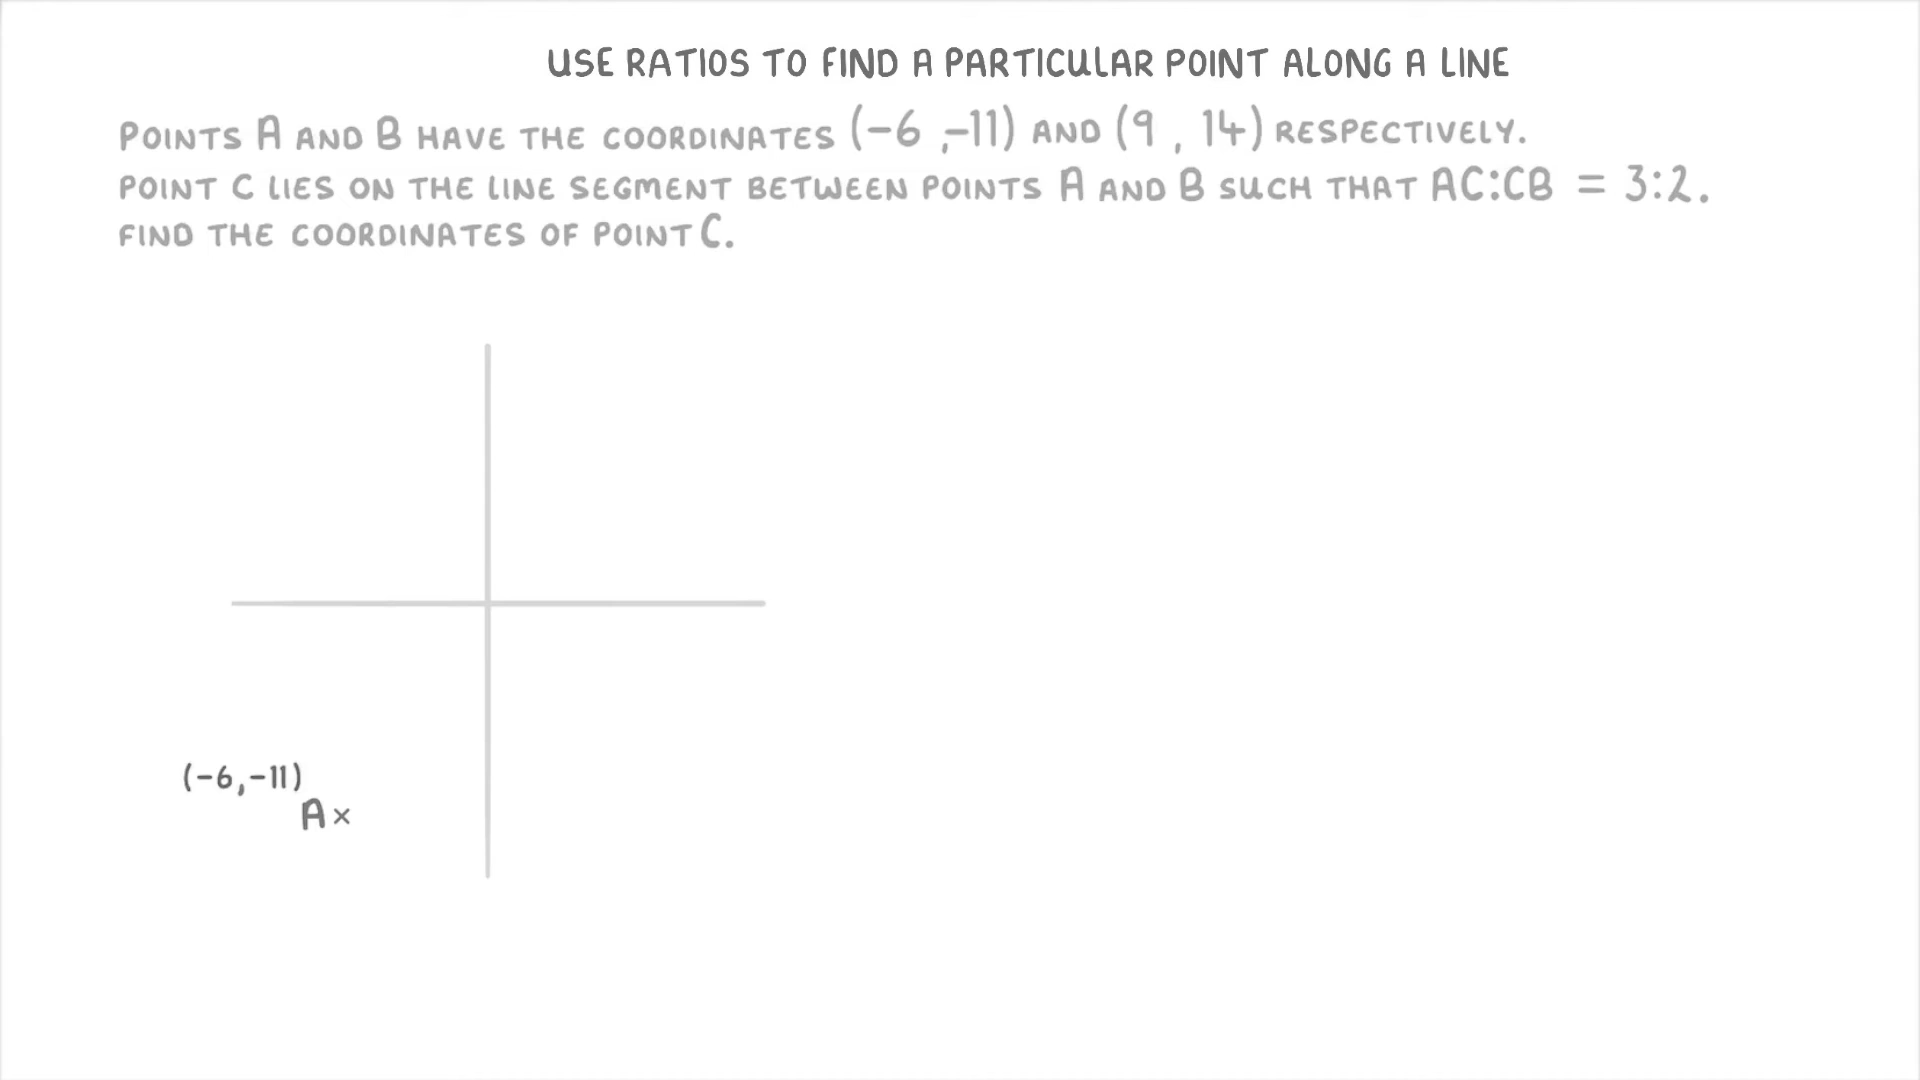 USE RATIOS TO FIND A PARTICULAR POINT ALONG A LINE
POINTS A AND B HAVE THE COORDINATES (-6 ,-11) AND (9 , 14) RESPECTIVELY.
POINT C LIES ON THE LINE SEGMENT BETWEEN POINTS A AND B SUCH THAT AC:CB = 3:2.
FIND THE COORDINATES OF POINT C.
(-6,-11)
A×